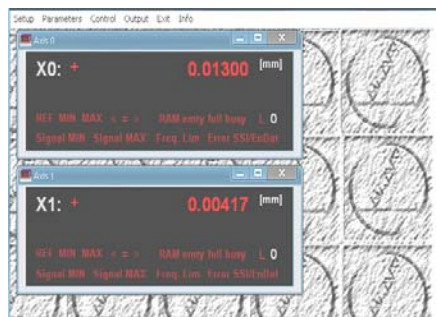 Setup Parameters Control Output Exit Info
Axis 0
X0: + 0.01300 [mm]
REF MIN MAX < = > RAM entry full busy L 0
Signal MIN Signal MAX Freq. Lim Error SSI/EnDat
Axis 1
X1: + 0.00417 [mm]
REF MIN MAX < = > RAM entry full busy L 0
Signal MIN Signal MAX Freq. Lim Error SSI/EnDat